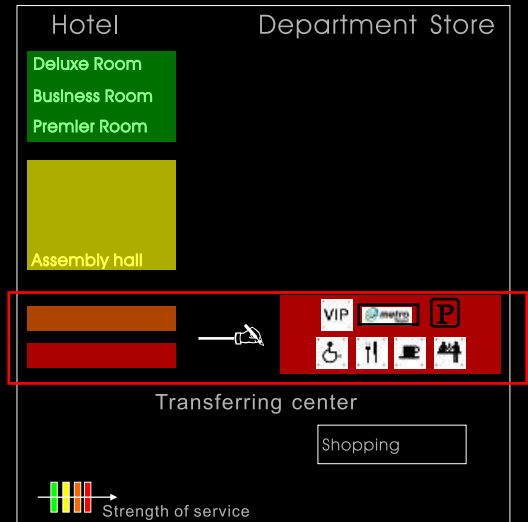 Hotel
Department Store
Deluxe Room
Business Room
Premier Room
Assembly hall
VIP
metro
P
Transferring center
Shopping
Strength of service